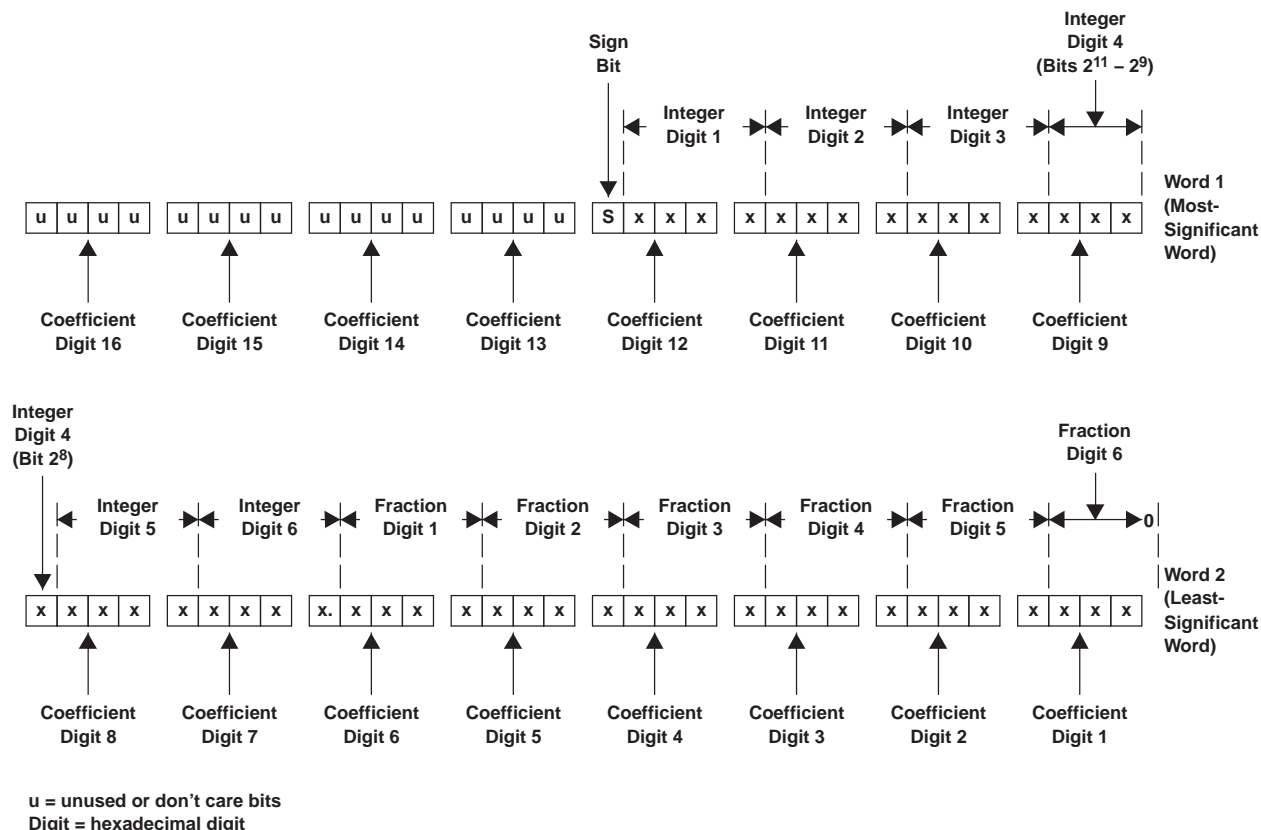 Sign
Bit
Integer
Digit 4
(Bits 2¹¹ – 2⁹)
Integer
Digit 1
Integer
Digit 2
Integer
Digit 3
u u u u u u u u u u u u u u u u S x x x x x x x x x x x x x x x
Word 1
(Most-
Significant
Word)
Coefficient
Digit 16
Coefficient
Digit 15
Coefficient
Digit 14
Coefficient
Digit 13
Coefficient
Digit 12
Coefficient
Digit 11
Coefficient
Digit 10
Coefficient
Digit 9
Integer
Digit 4
(Bit 2⁸)
Fraction
Digit 6
Integer
Digit 5
Integer
Digit 6
Fraction
Digit 1
Fraction
Digit 2
Fraction
Digit 3
Fraction
Digit 4
Fraction
Digit 5
0
x x x x x x x x x. x x x x x x x x x x x x x x x x x x x x x x x
Word 2
(Least-
Significant
Word)
Coefficient
Digit 8
Coefficient
Digit 7
Coefficient
Digit 6
Coefficient
Digit 5
Coefficient
Digit 4
Coefficient
Digit 3
Coefficient
Digit 2
Coefficient
Digit 1
u = unused or don't care bits
Digit = hexadecimal digit